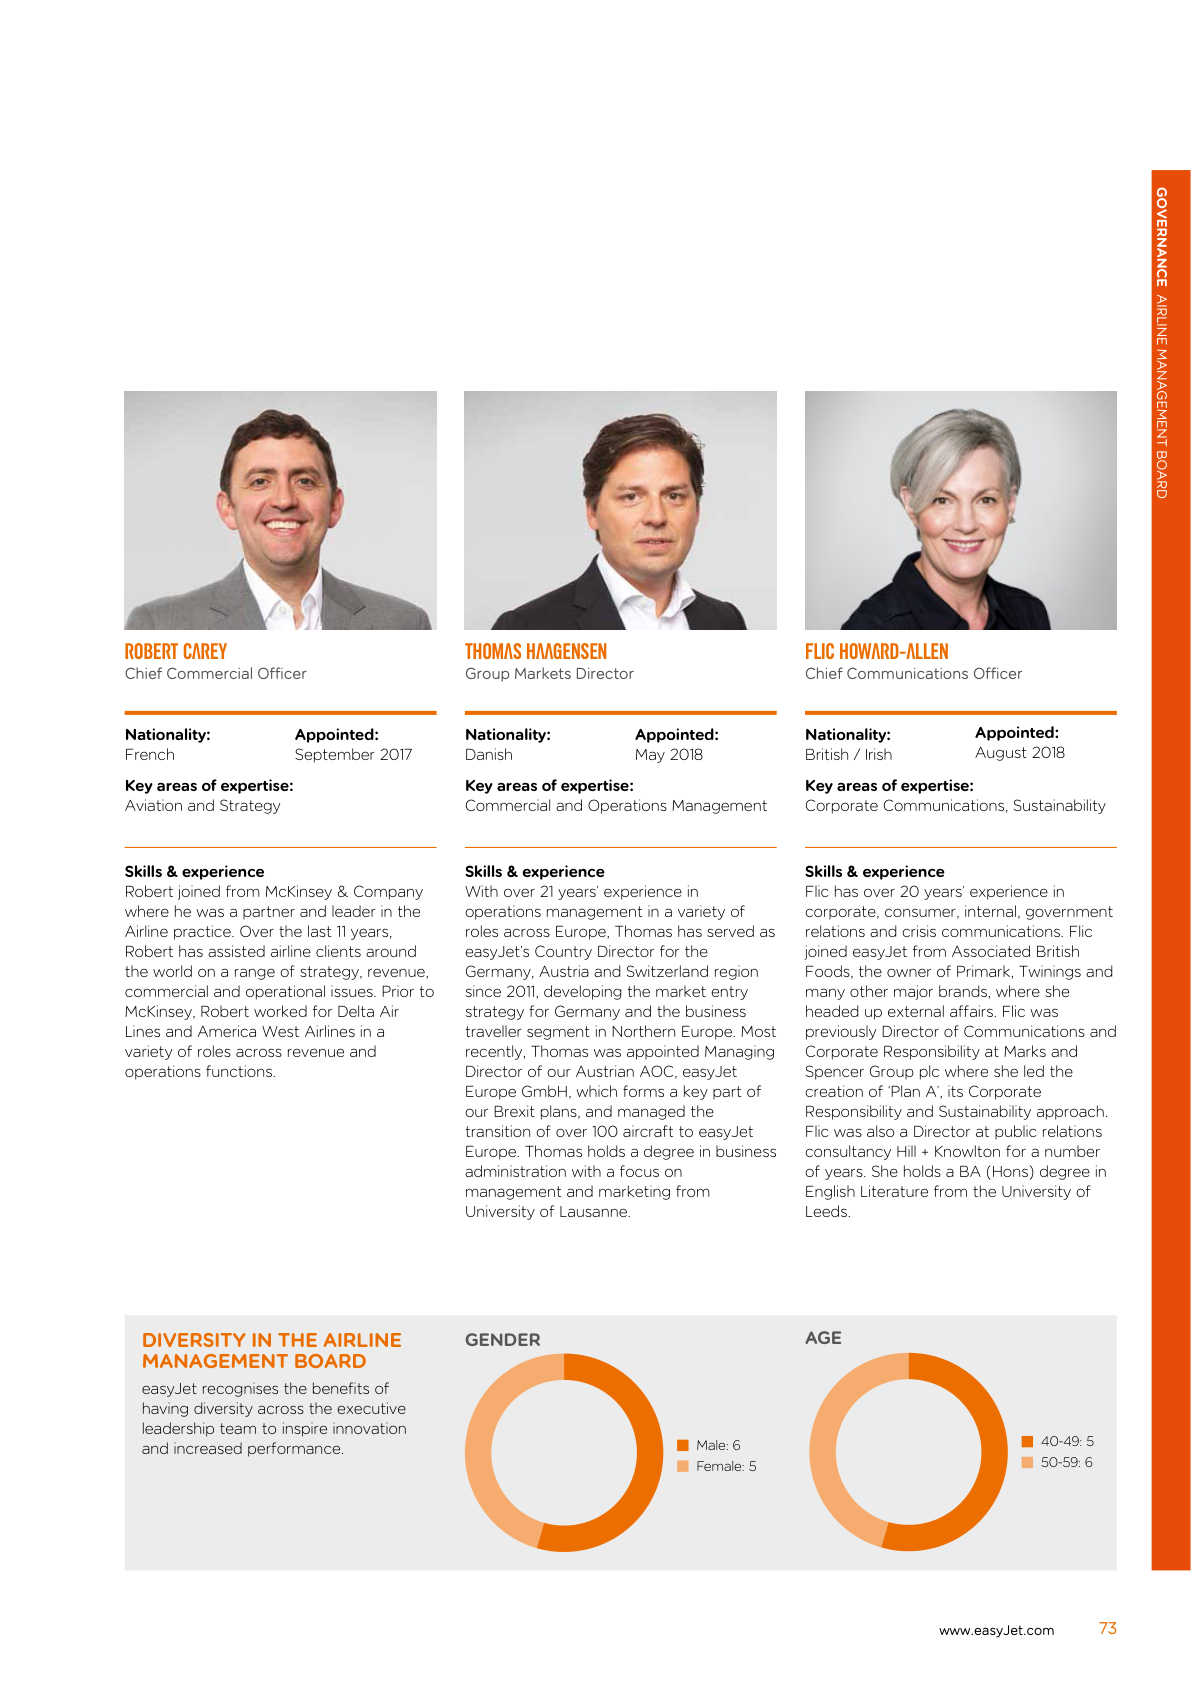 GOVERNANCE AIRLINE MANAGEMENT BOARD
ROBERT CAREY
Chief Commercial Officer
Nationality:
French
Appointed:
September 2017
Key areas of expertise:
Aviation and Strategy
Skills & experience
Robert joined from McKinsey & Company
where he was a partner and leader in the
Airline practice. Over the last 11 years,
Robert has assisted airline clients around
the world on a range of strategy, revenue,
commercial and operational issues. Prior to
McKinsey, Robert worked for Delta Air
Lines and America West Airlines in a
variety of roles across revenue and
operations functions.
THOMAS HAAGENSEN
Group Markets Director
Nationality:
Danish
Appointed:
May 2018
Key areas of expertise:
Commercial and Operations Management
Skills & experience
With over 21 years' experience in
operations management in a variety of
roles across Europe, Thomas has served as
easyJet's Country Director for the
Germany, Austria and Switzerland region
since 2011, developing the market entry
strategy for Germany and the business
traveller segment in Northern Europe. Most
recently, Thomas was appointed Managing
Director of our Austrian AOC, easyJet
Europe GmbH, which forms a key part of
our Brexit plans, and managed the
transition of over 100 aircraft to easyJet
Europe. Thomas holds a degree in business
administration with a focus on
management and marketing from
University of Lausanne.
FLIC HOWARD-ALLEN
Chief Communications Officer
Nationality:
British / Irish
Appointed:
August 2018
Key areas of expertise:
Corporate Communications, Sustainability
Skills & experience
Flic has over 20 years' experience in
corporate, consumer, internal, government
relations and crisis communications. Flic
joined easyJet from Associated British
Foods, the owner of Primark, Twinings and
many other major brands, where she
headed up external affairs. Flic was
previously Director of Communications and
Corporate Responsibility at Marks and
Spencer Group plc where she led the
creation of 'Plan A', its Corporate
Responsibility and Sustainability approach.
Flic was also a Director at public relations
consultancy Hill + Knowlton for a number
of years. She holds a BA (Hons) degree in
English Literature from the University of
Leeds.
DIVERSITY IN THE AIRLINE
MANAGEMENT BOARD
easyJet recognises the benefits of
having diversity across the executive
leadership team to inspire innovation
and increased performance.
GENDER
Male: 6
Female: 5
AGE
40-49: 5
50-59: 6
www.easyJet.com 73